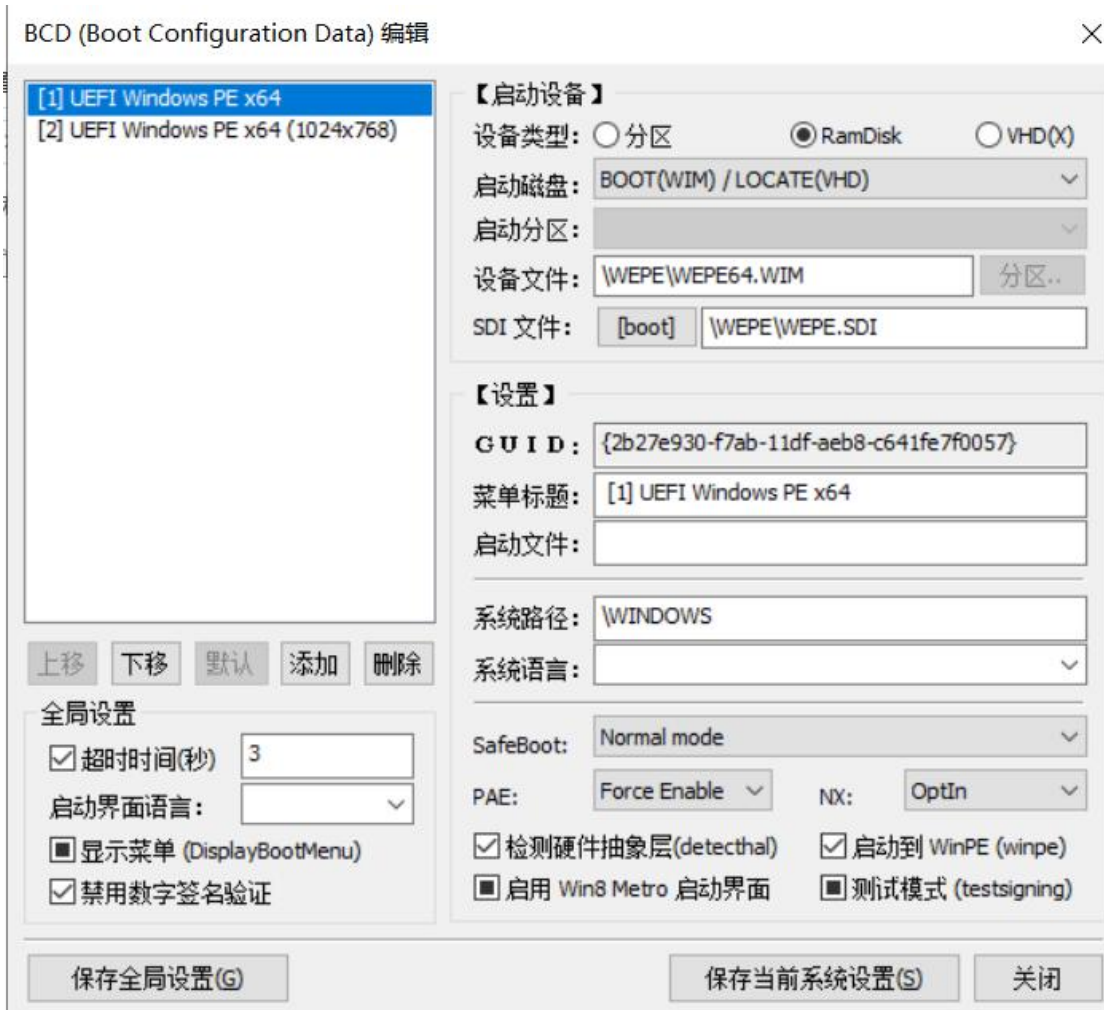 BCD (Boot Configuration Data) 编辑
[1] UEFI Windows PE x64
[2] UEFI Windows PE x64 (1024x768)
上移 下移 默认 添加 删除
全局设置
超时时间(秒) 3
启动界面语言：
显示菜单 (DisplayBootMenu)
禁用数字签名验证
【启动设备】
设备类型: 分区 RamDisk VHD(X)
启动磁盘： BOOT(WIM) / LOCATE(VHD)
启动分区：
设备文件： \WEPE\WEPE64.WIM 分区..
SDI 文件： [boot] \WEPE\WEPE.SDI
【设置】
GUID: {2b27e930-f7ab-11df-aeb8-c641fe7f0057}
菜单标题： [1] UEFI Windows PE x64
启动文件：
系统路径： \WINDOWS
系统语言：
SafeBoot: Normal mode
PAE: Force Enable NX: OptIn
检测硬件抽象层(detecthal) 启动到 WinPE (winpe)
启用 Win8 Metro 启动界面 测试模式 (testsigning)
保存全局设置(G) 保存当前系统设置(S) 关闭